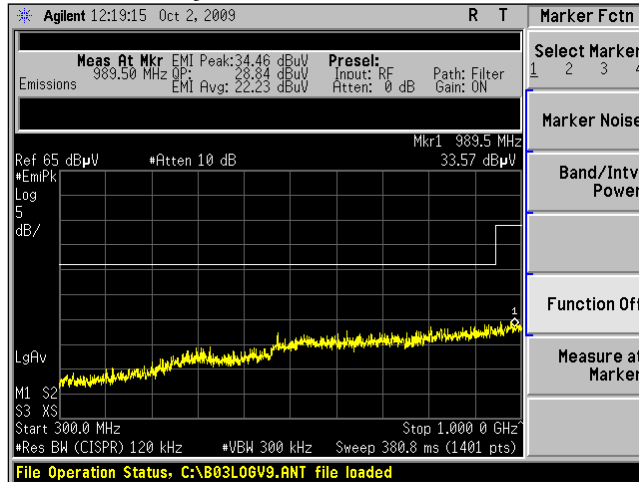 Agilent 12:19:15 Oct 2, 2009 R T
Marker Fctn
Meas At Mkr EMI Peak:34.46 dBuV Presel:
989.50 MHz QP: 28.84 dBuV Input: RF Path: Filter
Emissions EMI Avg: 22.23 dBuV Atten: 0 dB Gain: ON
Mkr1 989.5 MHz
Ref 65 dBµV #Atten 10 dB 33.57 dBµV
#EmiPk
Log
5
dB/
1
LgAv
M1 S2
S3 XS
Start 300.0 MHz Stop 1.000 0 GHz^
#Res BW (CISPR) 120 kHz #VBW 300 kHz Sweep 380.8 ms (1401 pts)
File Operation Status, C:\B03LOGV9.ANT file loaded
Select Marker
1 2 3 4
Marker Noise
Band/Intv
Power
Function Off
Measure at
Marker